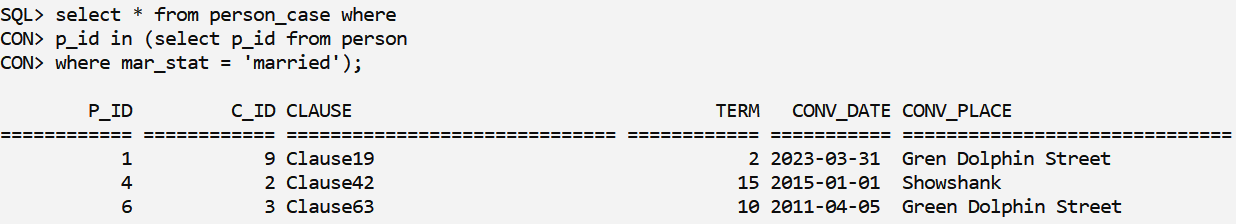 SQL> select * from person_case where
CON> p_id in (select p_id from person
CON> where mar_stat = 'married');
P_ID C_ID CLAUSE TERM CONV_DATE CONV_PLACE
============ ============ ============================== ============ =========== ==============================
1 9 Clause19 2 2023-03-31 Gren Dolphin Street
4 2 Clause42 15 2015-01-01 Showshank
6 3 Clause63 10 2011-04-05 Green Dolphin Street